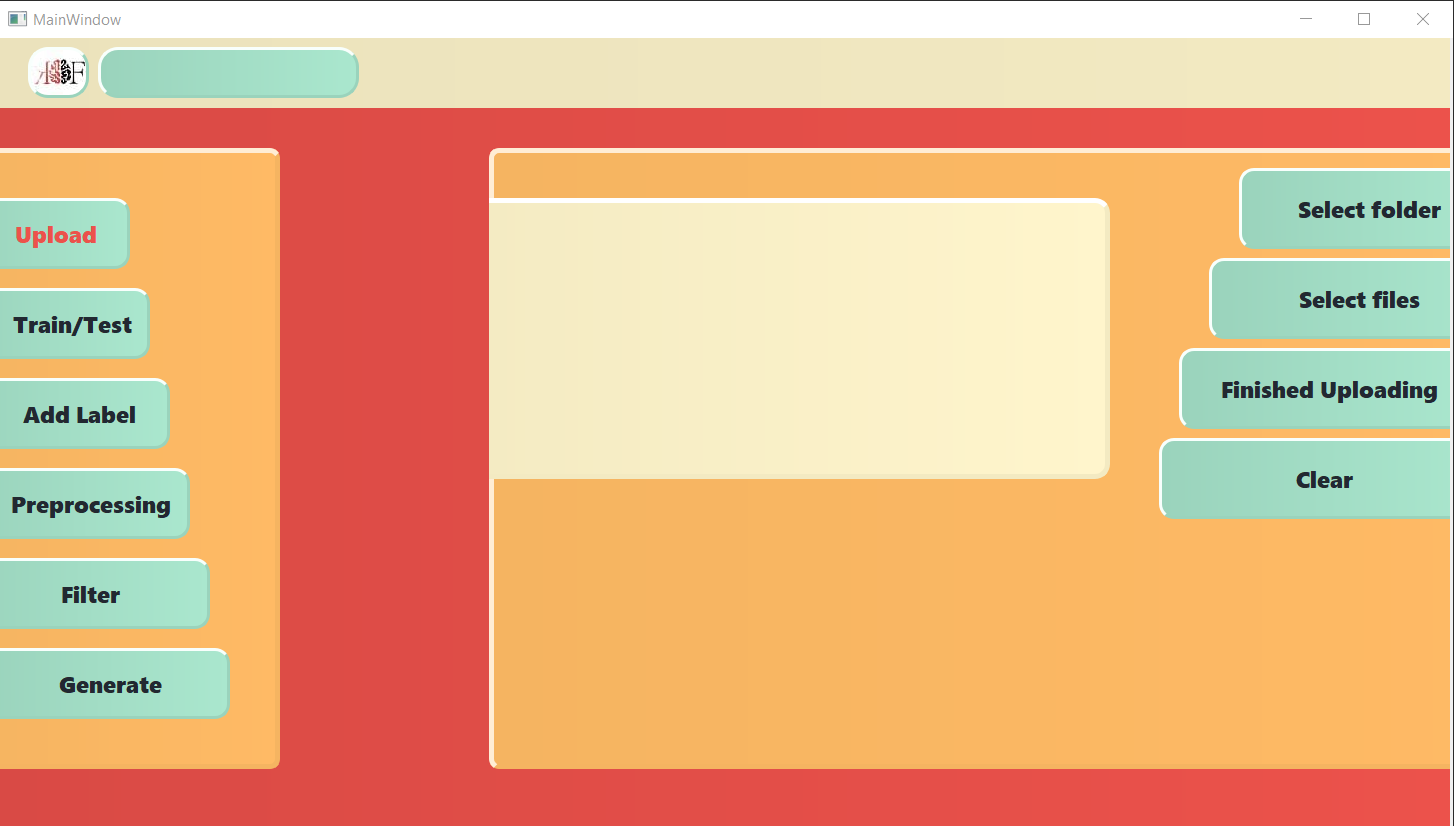 MainWindow
Upload
Train/Test
Add Label
Preprocessing
Filter
Generate
Select folder
Select files
Finished Uploading
Clear